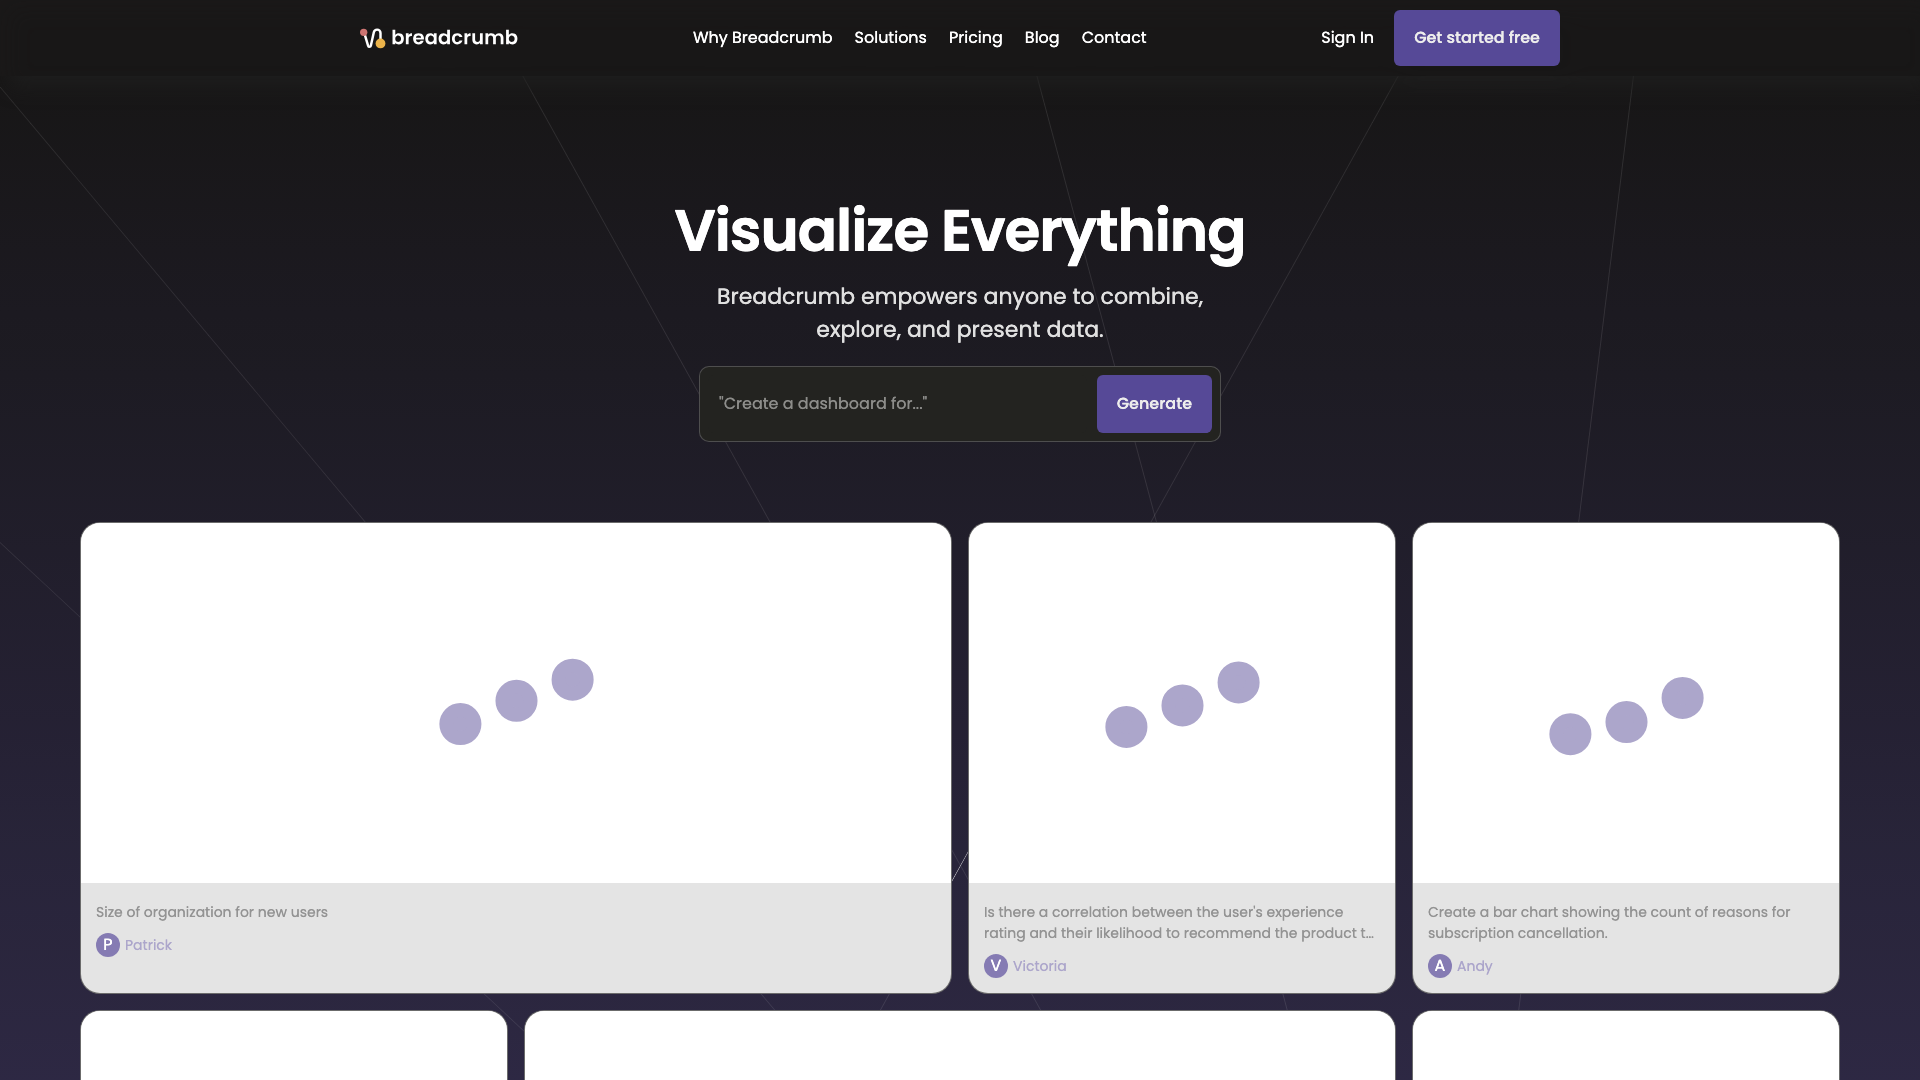 breadcrumb
Why Breadcrumb
Solutions
Pricing
Blog
Contact
Sign In
Get started free
Visualize Everything
Breadcrumb empowers anyone to combine,
explore, and present data.
"Create a dashboard for..."
Generate
Size of organization for new users
P Patrick
Is there a correlation between the user's experience
rating and their likelihood to recommend the product t...
V Victoria
Create a bar chart showing the count of reasons for
subscription cancellation.
A Andy